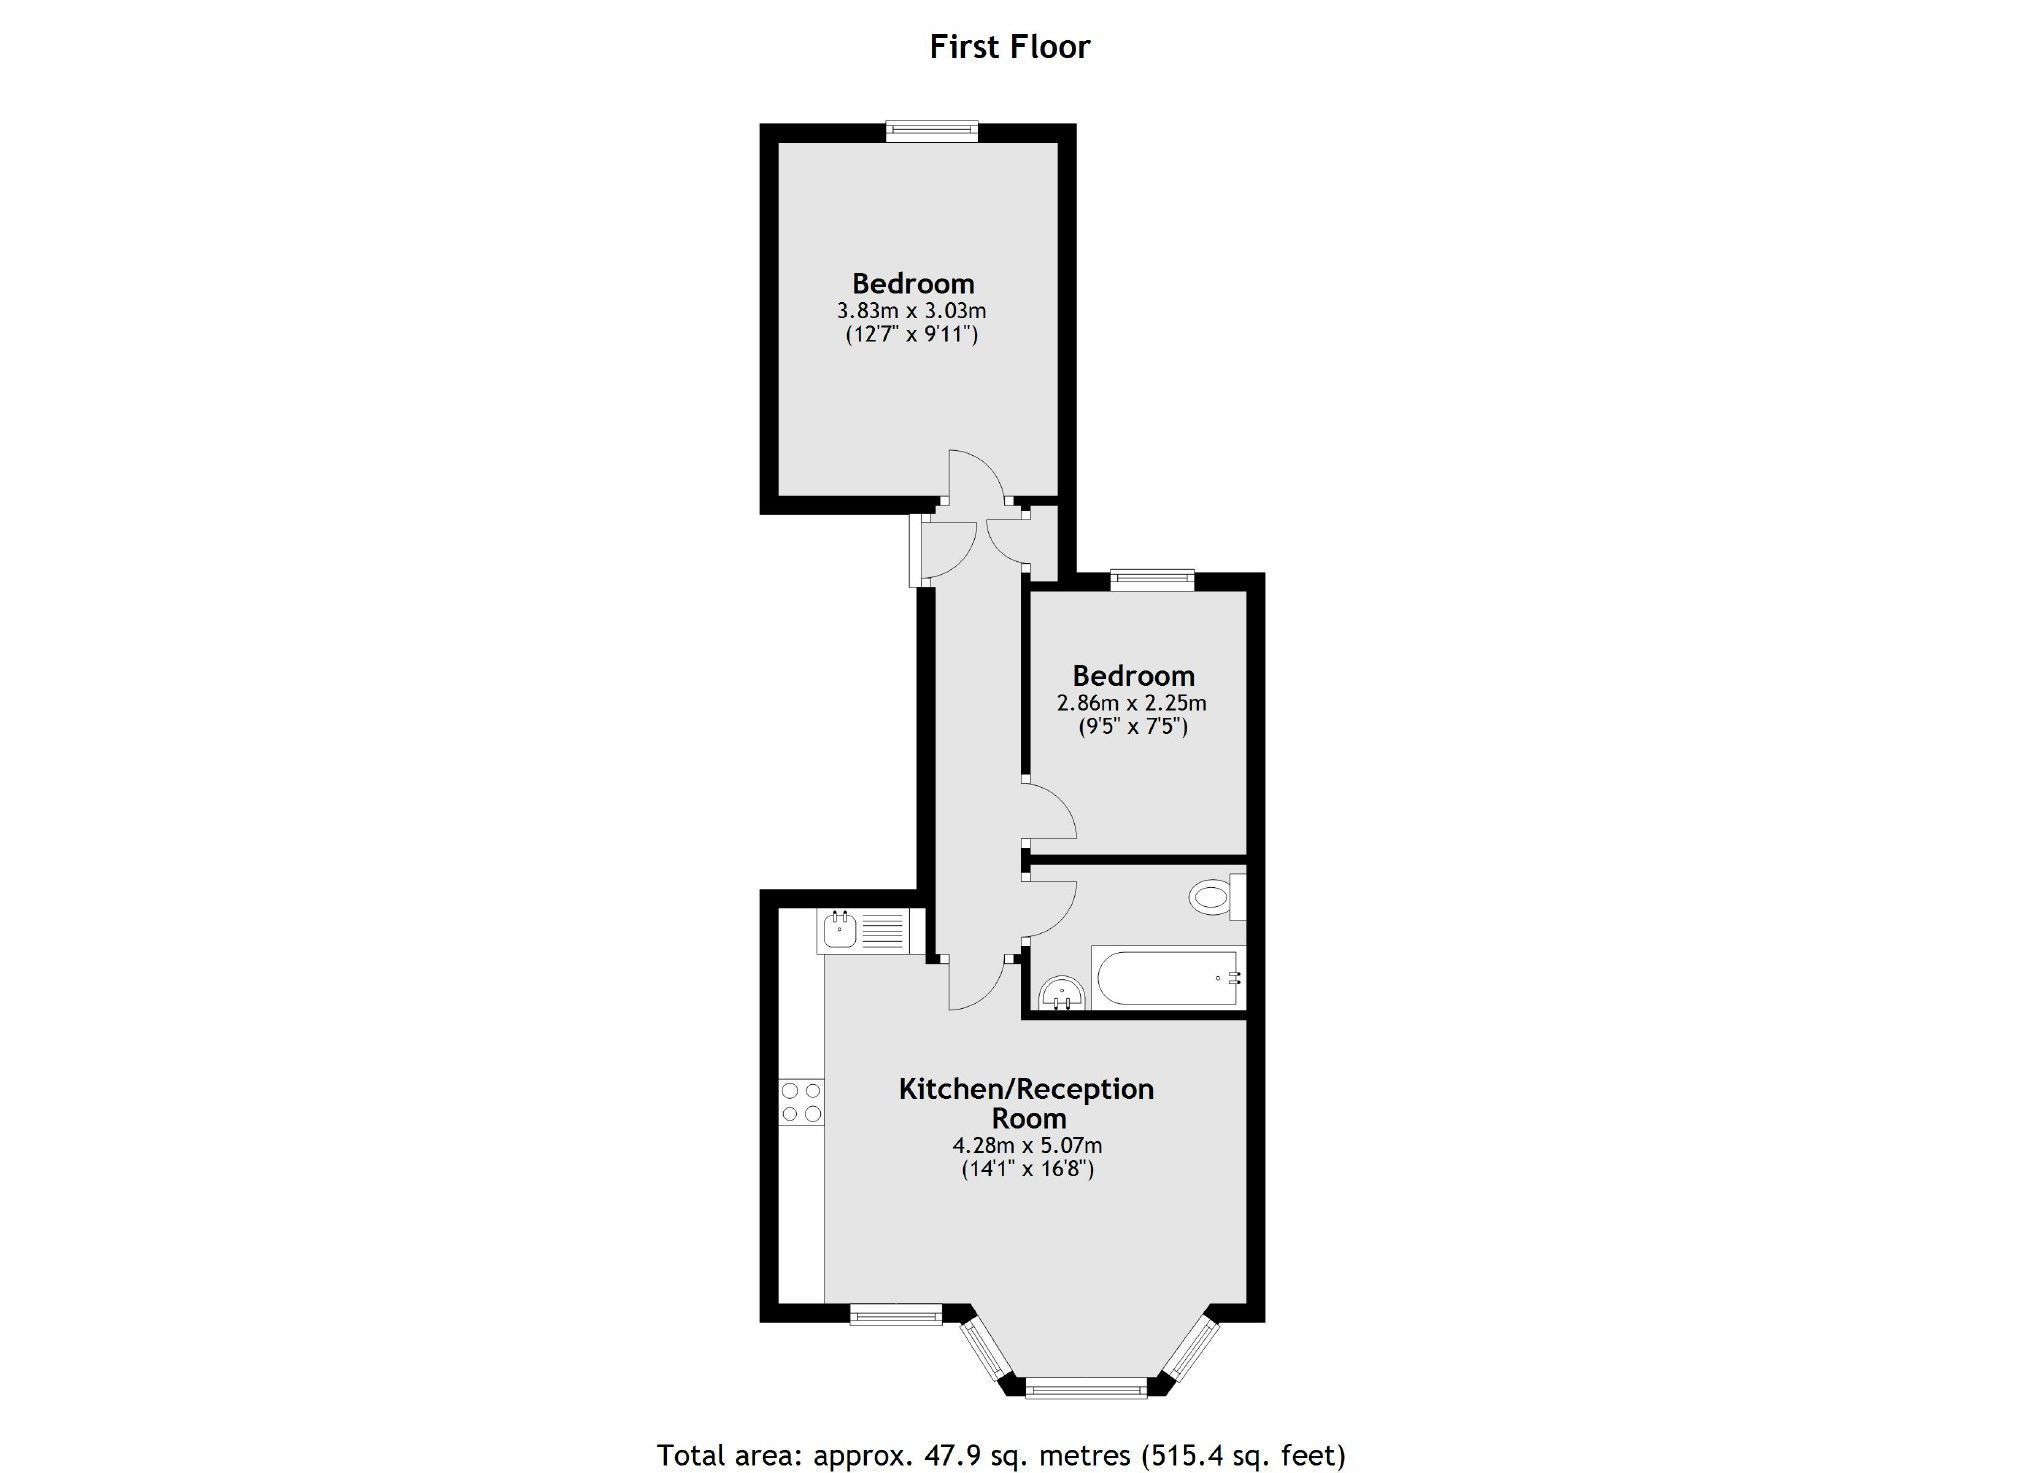 First Floor
Bedroom
3.83m x 3.03m
(12'7" x 9'11")
Bedroom
2.86m x 2.25m
(9'5" x 7'5")
Kitchen/Reception
Room
4.28m x 5.07m
(14'1" x 16'8")
Total area: approx. 47.9 sq. metres (515.4 sq. feet)